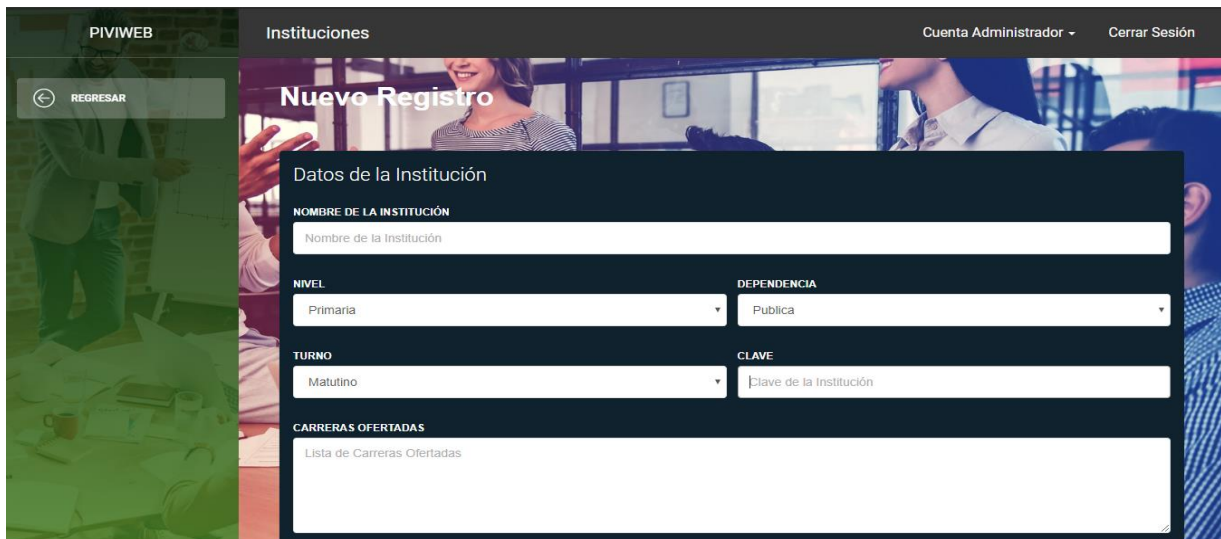 PIVIWEB
Instituciones
Cuenta Administrador
Cerrar Sesión
REGRESAR
Nuevo Registro
Datos de la Institución
NOMBRE DE LA INSTITUCIÓN
Nombre de la Institución
NIVEL
DEPENDENCIA
Primaria
Publica
TURNO
CLAVE
Matutino
Clave de la Institución
CARRERAS OFERTADAS
Lista de Carreras Ofertadas